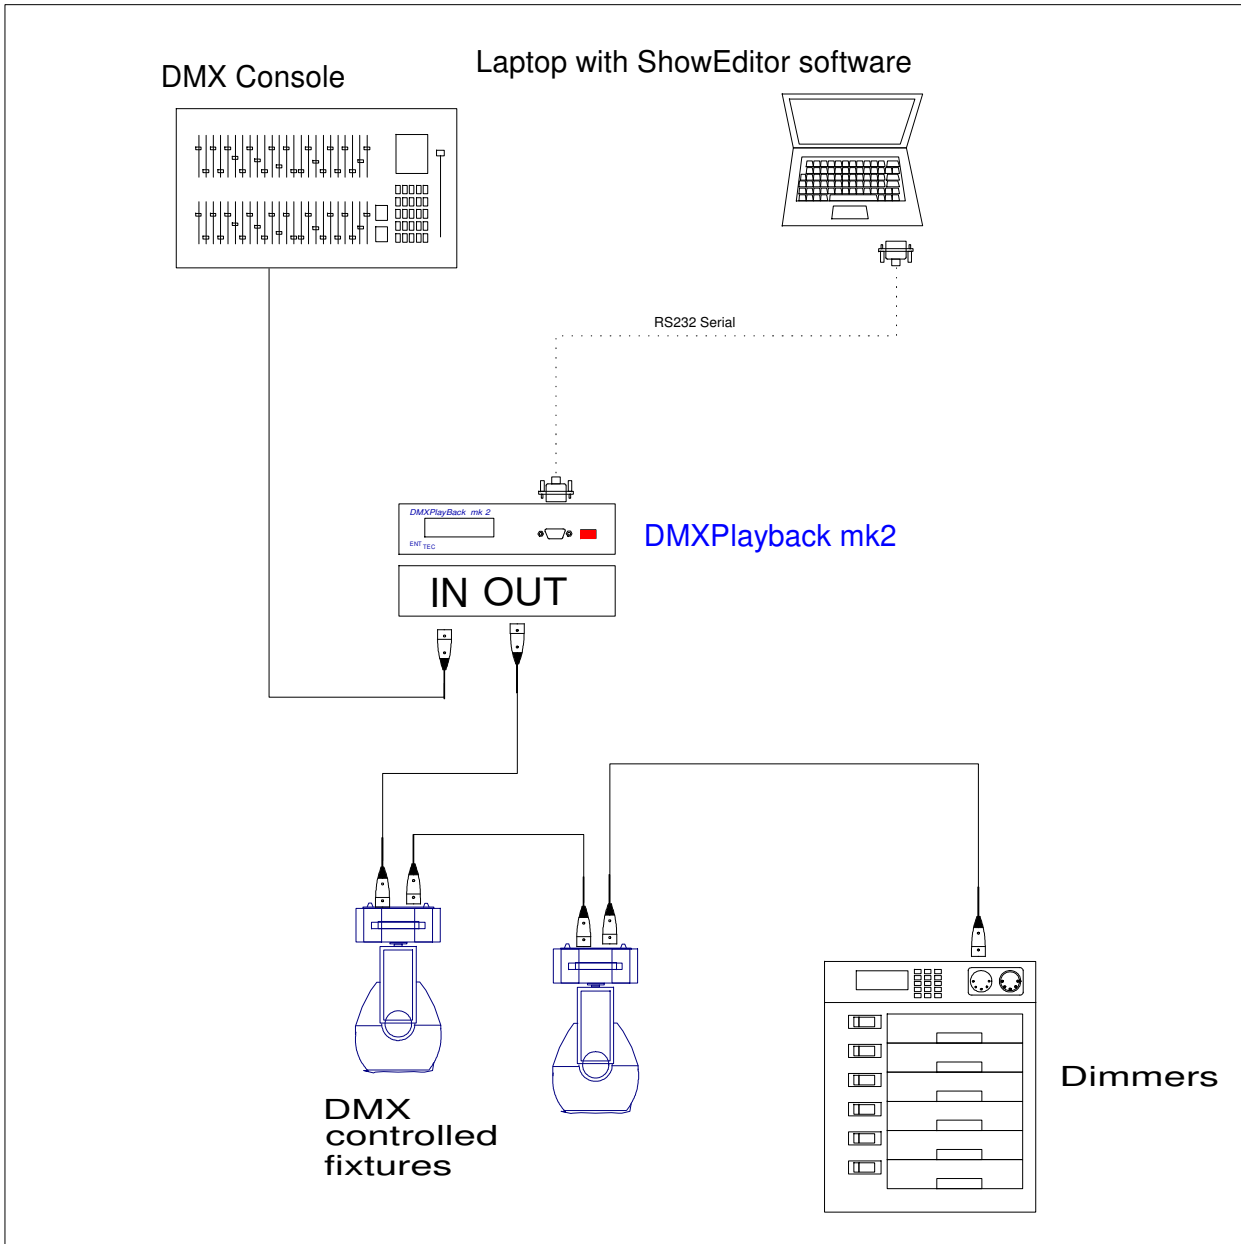 Laptop with ShowEditor software
DMX Console
RS232 Serial
DMXPlayBack mk 2
ENT TEC
DMXPlayback mk2
IN OUT
Dimmers
DMX
controlled
fixtures